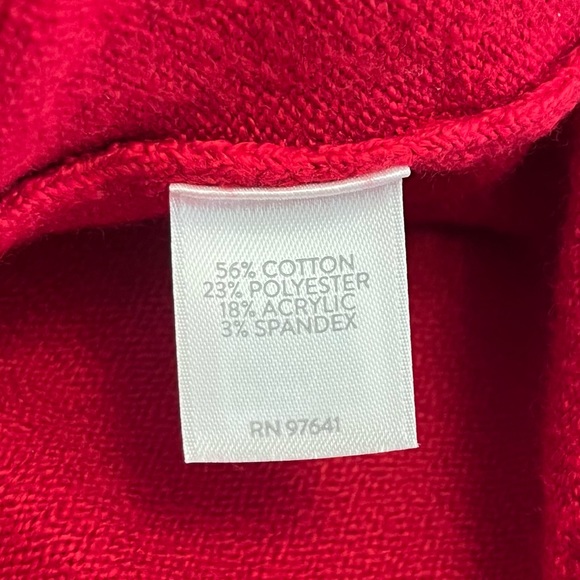 56% COTTON
23% POLYESTER
18% ACRYLIC
3% SPANDEX
RN 97641